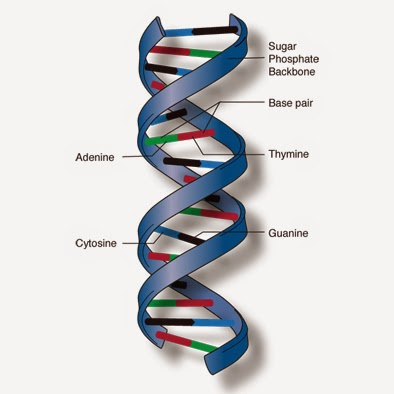 Sugar
Phosphate
Backbone
Base pair
Adenine
Thymine
Cytosine
Guanine